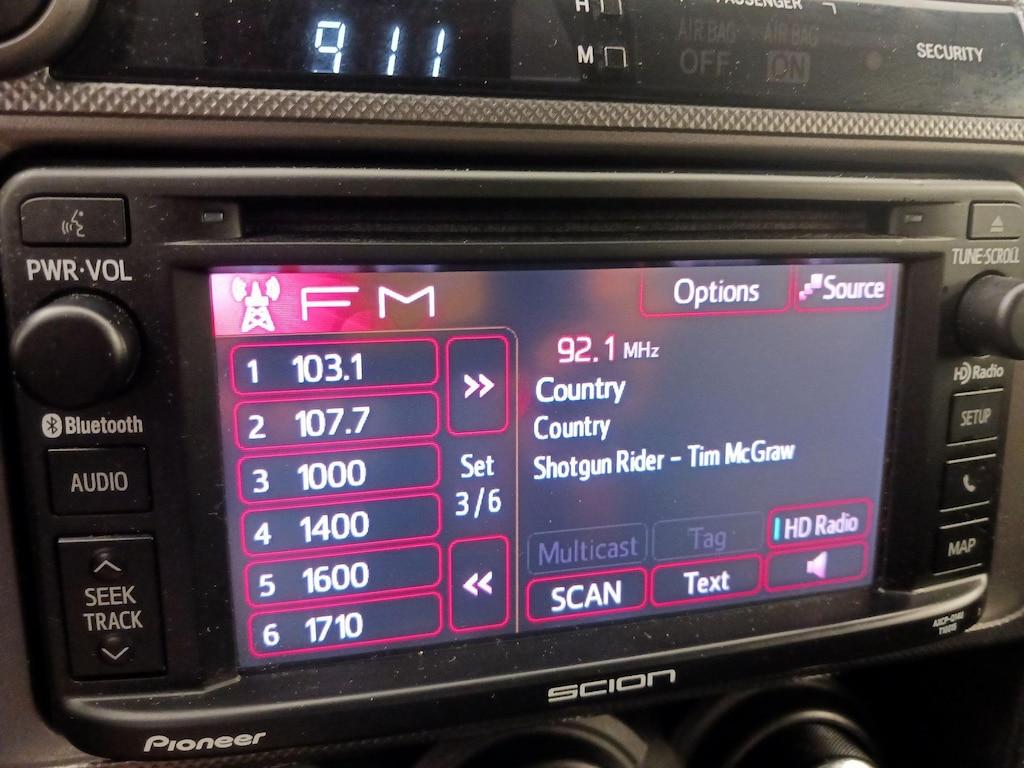 911
H
M
PASSENGER
AIR BAG
OFF
AIR BAG
ON
SECURITY
PWR·VOL
TUNE·SCROLL
FM
Options
Source
1 103.1
2 107.7
3 1000
4 1400
5 1600
6 1710
>>
Set
3/6
<<
92.1 MHz
Country
Country
Shotgun Rider - Tim McGraw
Multicast
Tag
HD Radio
SCAN
Text
Bluetooth
AUDIO
SEEK
TRACK
HD Radio
SETUP
MAP
SCION
Pioneer